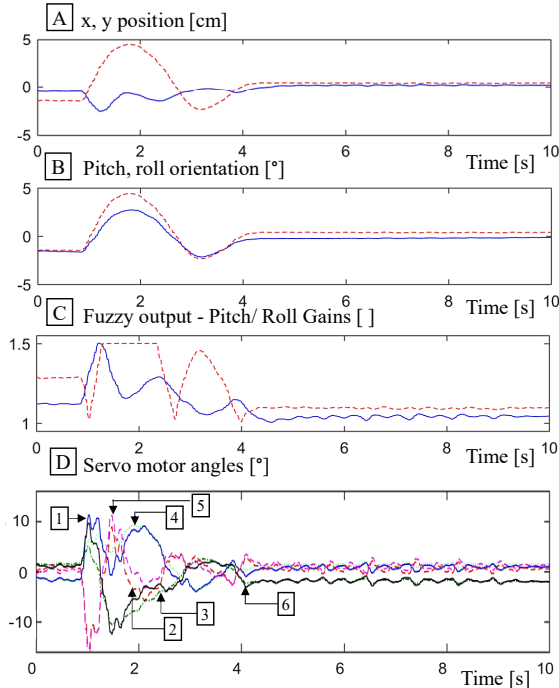 A x, y position [cm]
5
0
-5
0 2 4 6 8 10
Time [s]
B Pitch, roll orientation [°]
5
0
-5
0 2 4 6 8 10
Time [s]
C Fuzzy output - Pitch/ Roll Gains [ ]
1.5
1
0 2 4 6 8 10
Time [s]
D Servo motor angles [°]
10
0
-10
1
5
4
2
3
6
0 2 4 6 8 10
Time [s]